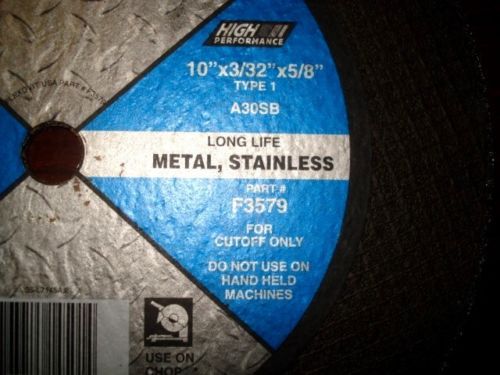 HIGH
PERFORMANCE
10"x3/32"x5/8"
TYPE 1
A30SB
LONG LIFE
METAL, STAINLESS
PART #
F3579
FOR
CUTOFF ONLY
DO NOT USE ON
HAND HELD
MACHINES
USE ON
CHOP